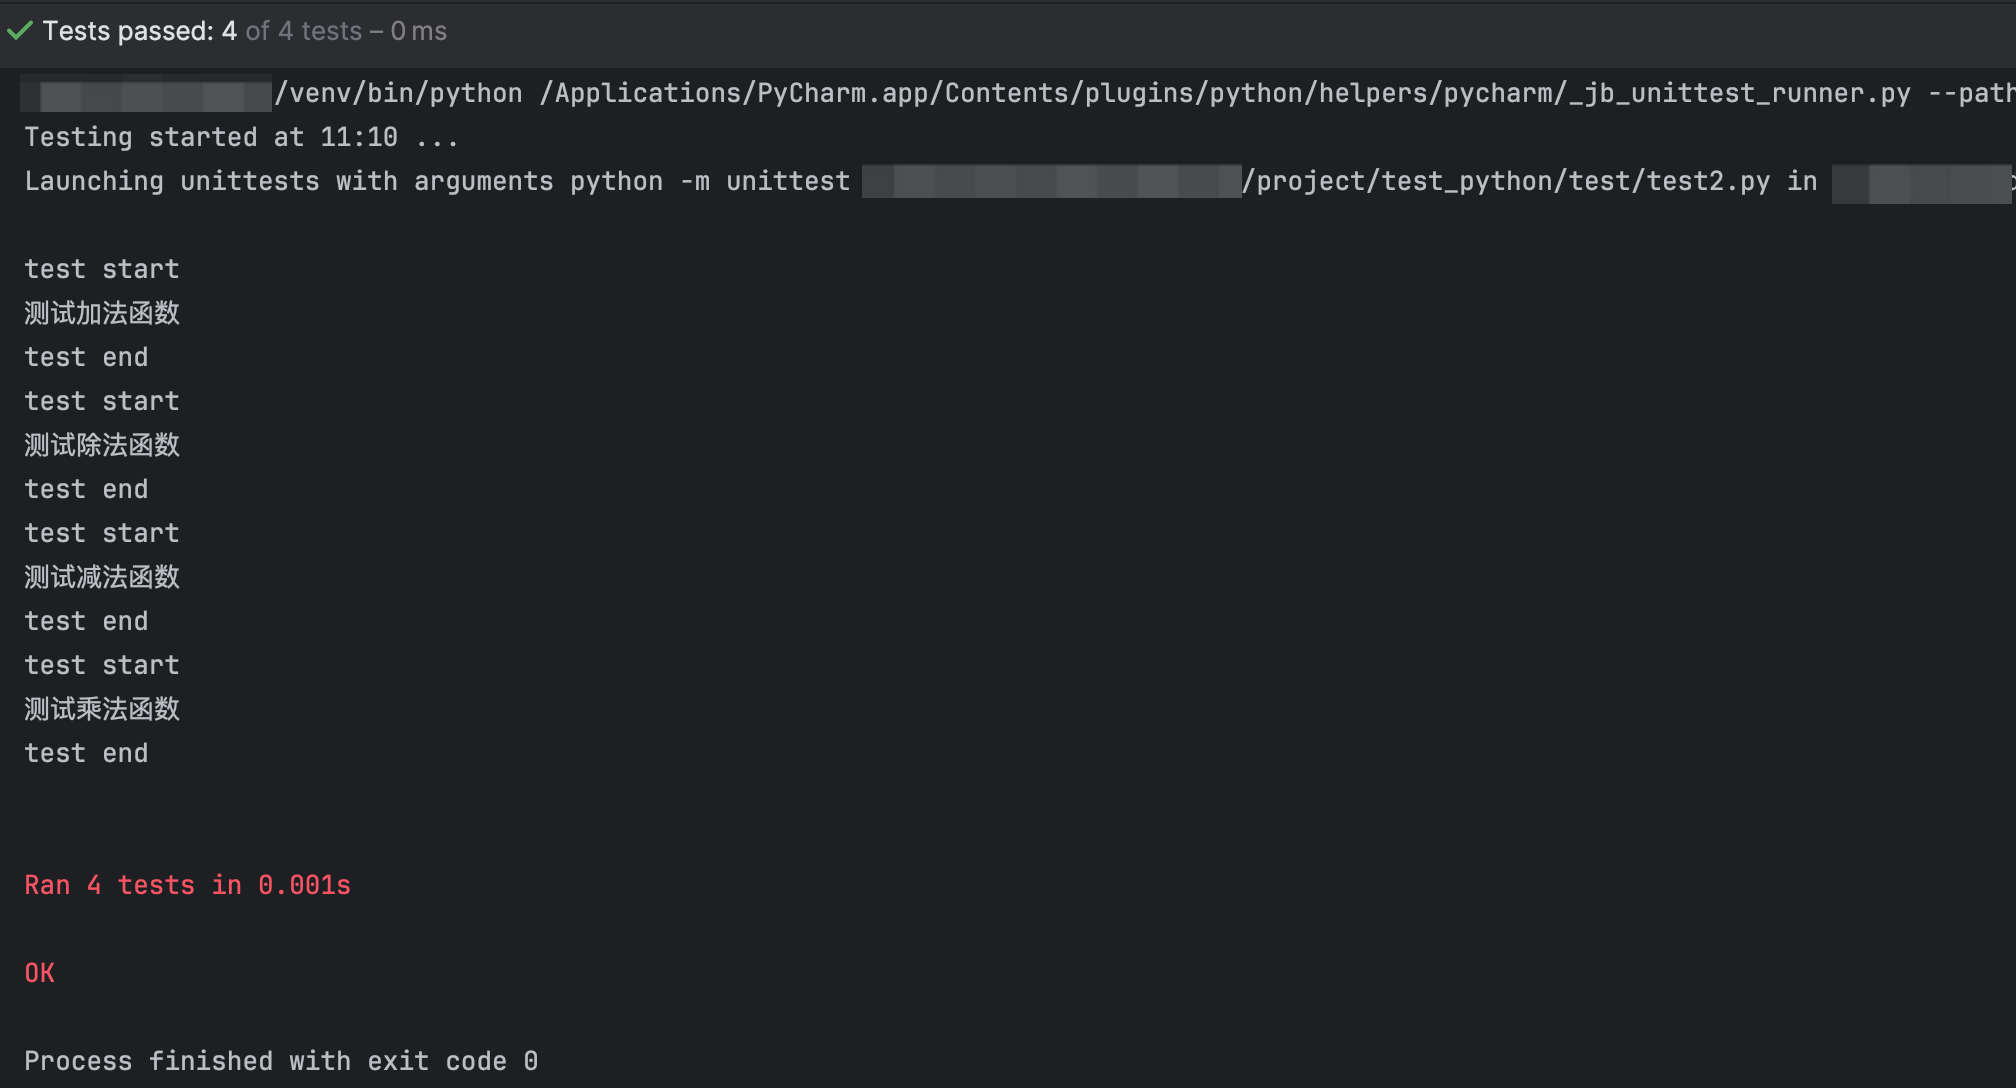 Tests passed: 4 of 4 tests – 0 ms
/venv/bin/python /Applications/PyCharm.app/Contents/plugins/python/helpers/pycharm/_jb_unittest_runner.py --path
Testing started at 11:10 ...
Launching unittests with arguments python -m unittest /project/test_python/test/test2.py in
test start
测试加法函数
test end
test start
测试除法函数
test end
test start
测试减法函数
test end
test start
测试乘法函数
test end
Ran 4 tests in 0.001s
OK
Process finished with exit code 0